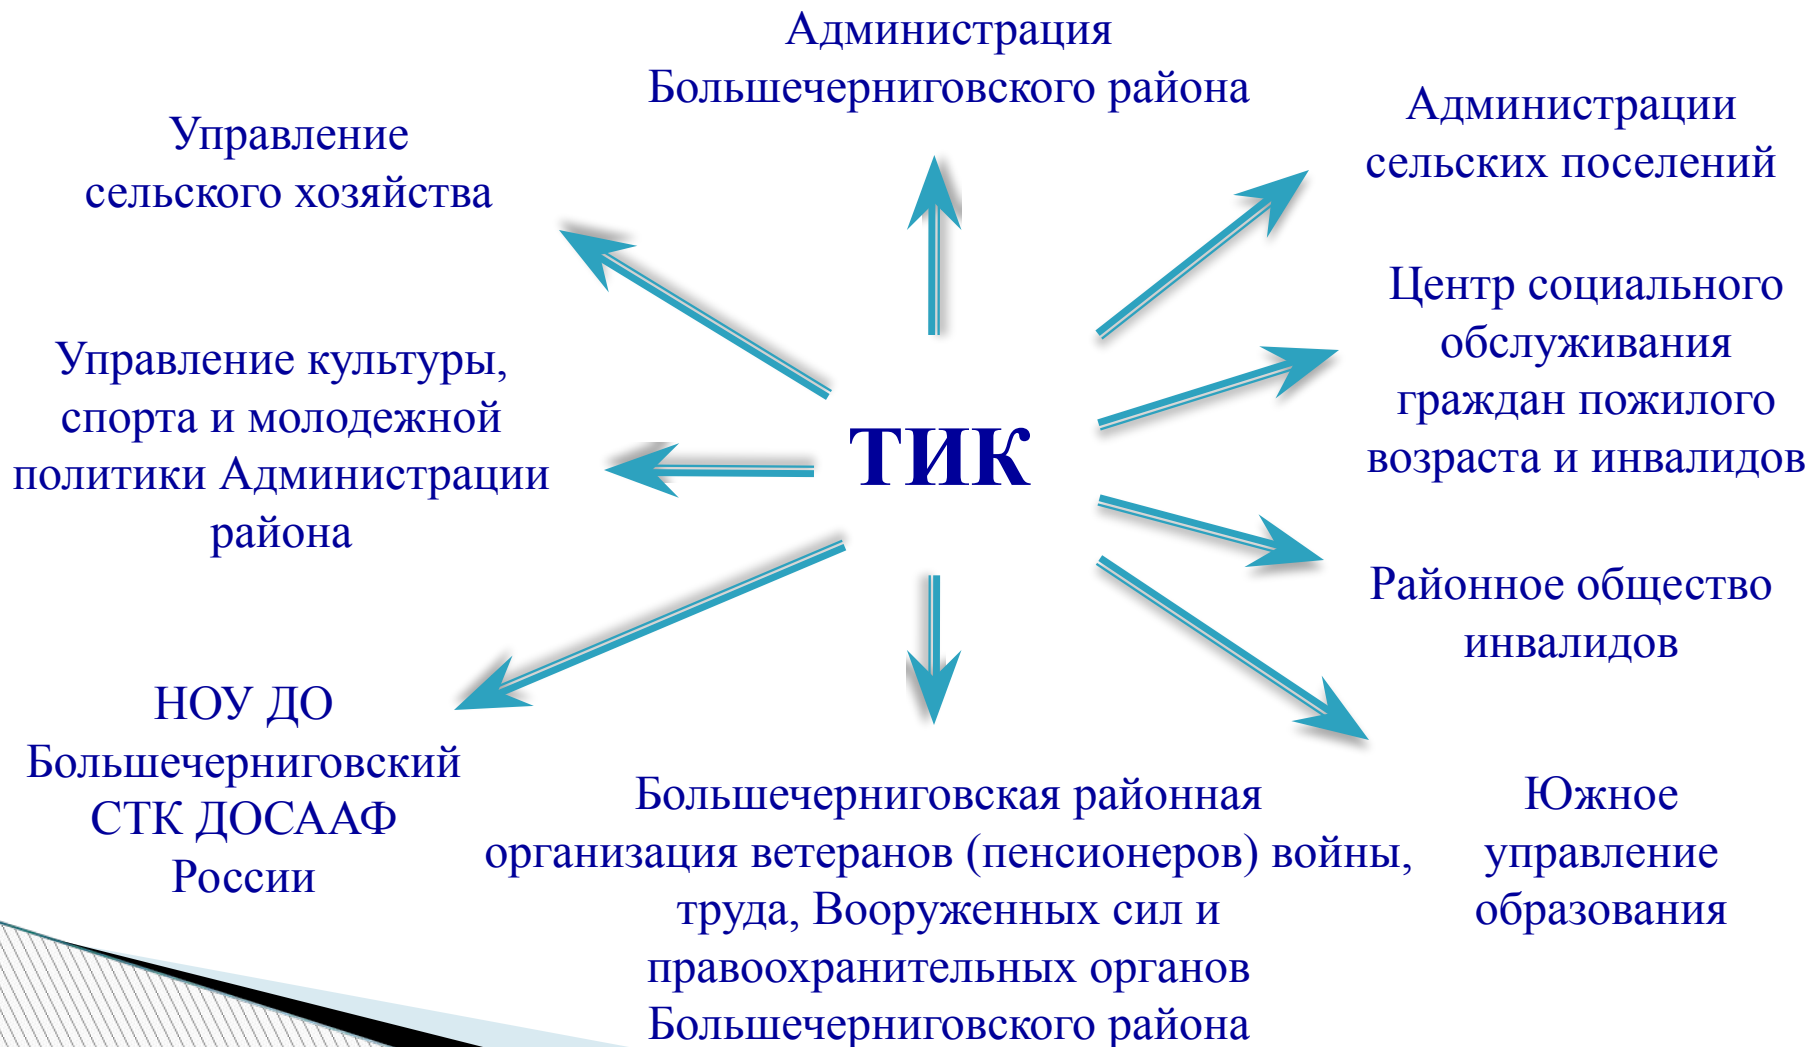 Администрация
Большечерниговского района
Управление
сельского хозяйства
Администрации
сельских поселений
Центр социального
обслуживания
граждан пожилого
возраста и инвалидов
Управление культуры,
спорта и молодежной
политики Администрации
района
ТИК
Районное общество
инвалидов
НОУ ДО
Большечерниговский
СТК ДОСААФ
России
Большечерниговская районная
организация ветеранов (пенсионеров) войны,
труда, Вооруженных сил и
правоохранительных органов
Большечерниговского района
Южное
управление
образования